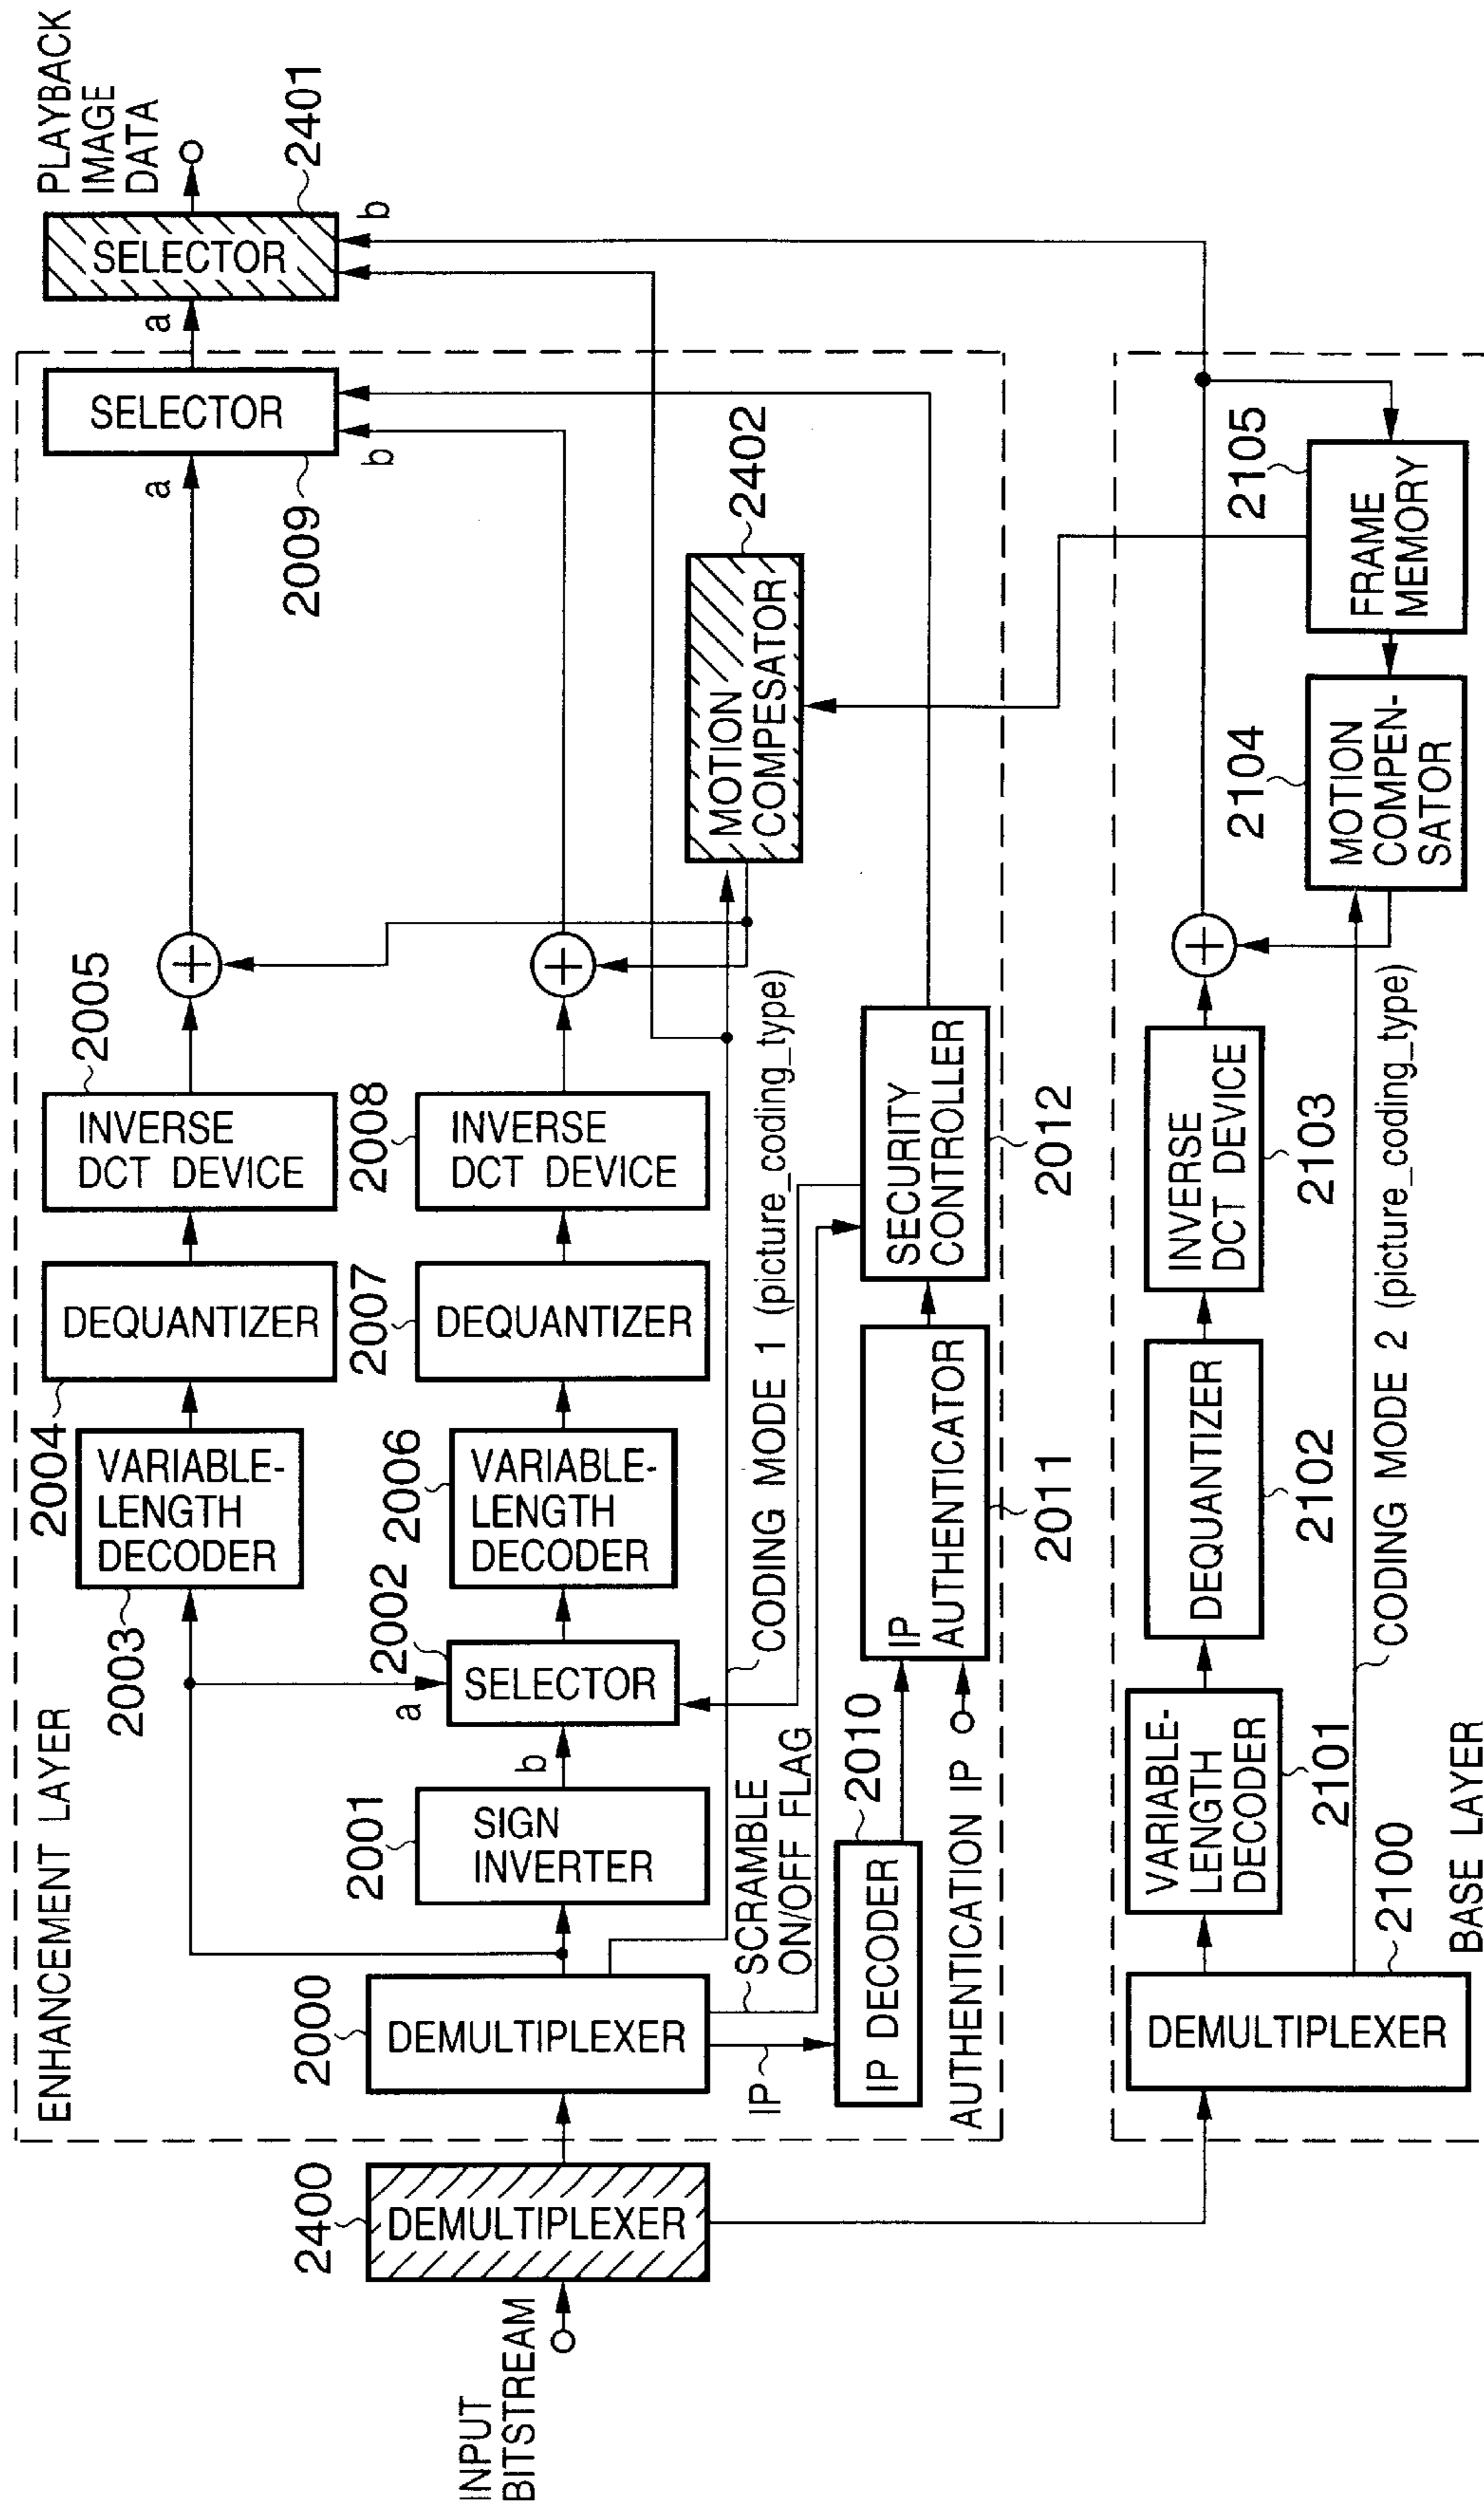 ENHANCEMENT LAYER
INPUT
BITSTREAM
2400
DEMULTIPLEXER
2000
DEMULTIPLEXER
2001
SIGN
INVERTER
b
a
2002
SELECTOR
2003
VARIABLE-
LENGTH
DECODER
2004
DEQUANTIZER
2005
INVERSE
DCT DEVICE
2006
VARIABLE-
LENGTH
DECODER
2007
DEQUANTIZER
2008
INVERSE
DCT DEVICE
a
b
2009
SELECTOR
a
b
SELECTOR
2401
PLAYBACK
IMAGE
DATA
MOTION
COMPESATOR
2402
IP
SCRAMBLE
ON/OFF FLAG
CODING MODE 1 (picture_coding_type)
IP DECODER
2010
AUTHENTICATION IP
IP
AUTHENTICATOR
2011
SECURITY
CONTROLLER
2012
BASE LAYER
DEMULTIPLEXER
2100
VARIABLE-
LENGTH
DECODER
2101
DEQUANTIZER
2102
INVERSE
DCT DEVICE
2103
CODING MODE 2 (picture_coding_type)
2104
MOTION
COMPEN-
SATOR
2105
FRAME
MEMORY